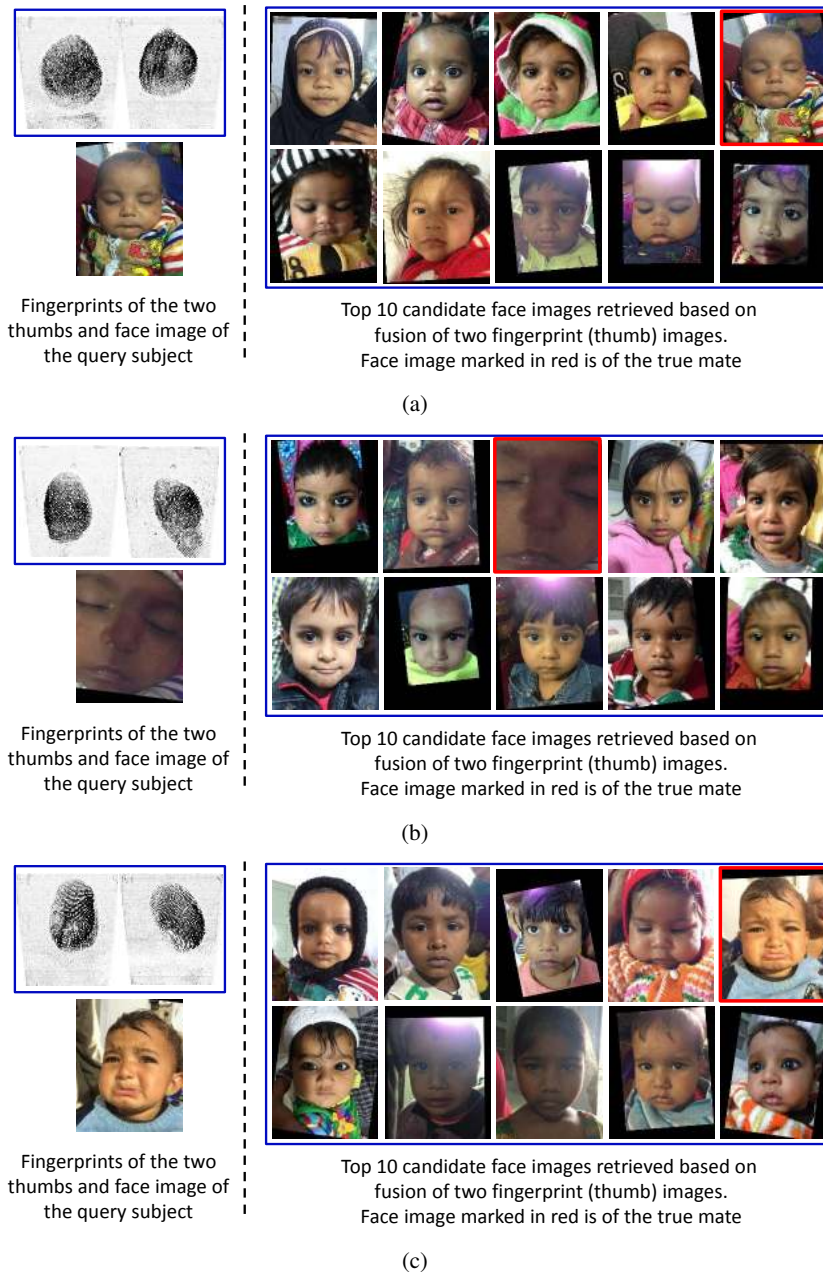 Fingerprints of the two
thumbs and face image of
the query subject
Top 10 candidate face images retrieved based on
fusion of two fingerprint (thumb) images.
Face image marked in red is of the true mate
(a)
Fingerprints of the two
thumbs and face image of
the query subject
Top 10 candidate face images retrieved based on
fusion of two fingerprint (thumb) images.
Face image marked in red is of the true mate
(b)
Fingerprints of the two
thumbs and face image of
the query subject
Top 10 candidate face images retrieved based on
fusion of two fingerprint (thumb) images.
Face image marked in red is of the true mate
(c)